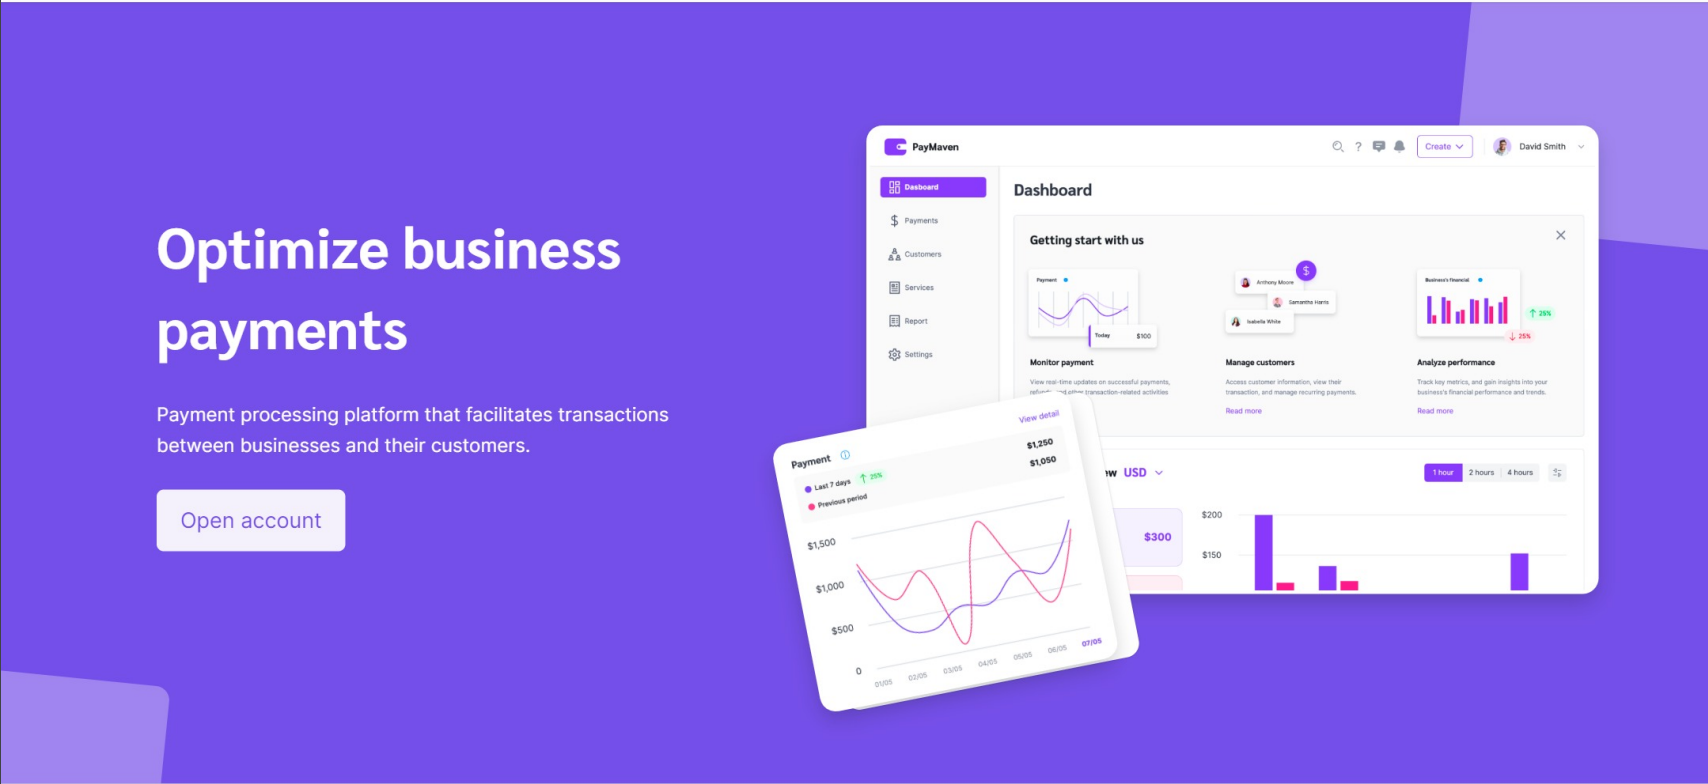 Optimize business
payments
Payment processing platform that facilitates transactions
between businesses and their customers.
Open account
PayMaven
?
Create
David Smith
Dasboard
Payments
Customers
Services
Report
Settings
Dashboard
Getting start with us
Payment
Today $100
Monitor payment
View real-time updates on successful payments,
and other transaction-related activities
$
Anthony Moore
Samantha Harris
Isabella White
Manage customers
Access customer information, view their
transaction, and manage recurring payments.
Read more
Business's financial
25%
25%
Analyze performance
Track key metrics, and gain insights into your
business's financial performance and trends.
Read more
USD
1 hour 2 hours 4 hours
$300
$200
$150
View detail
Payment
Last 7 days 25% $1,250
Previous period $1,050
$1,500
$1,000
$500
0
01/05 02/05 03/05 04/05 05/05 06/05 07/05